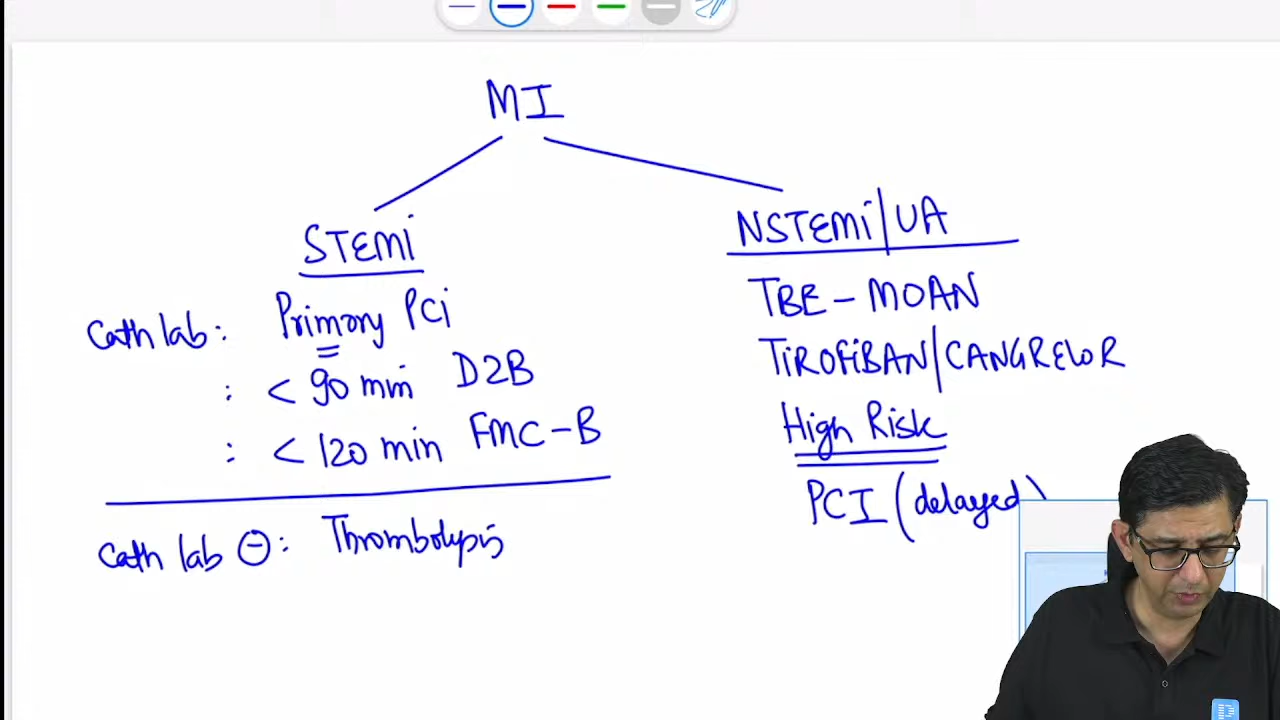 MI
STEMI
Cath lab: Primary PCI
: < 90 min D2B
: < 120 min FMC-B
Cath lab ⊖: Thrombolysis
NSTEMI/UA
TBE - MOAN
TIROFIBAN/CANGRELOR
High Risk
PCI (delayed)